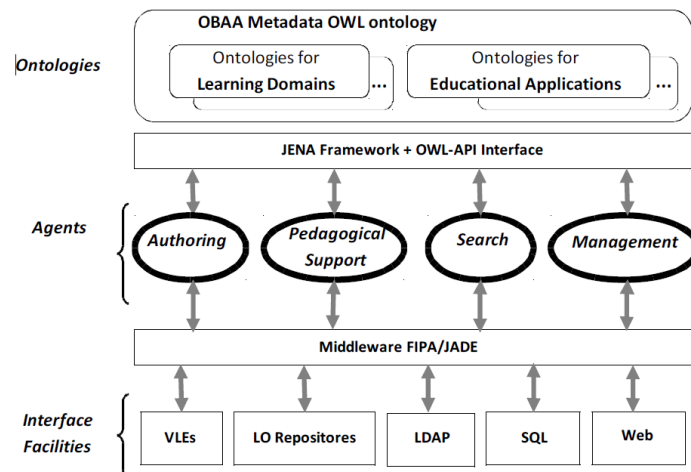 OBAA Metadata OWL ontology
Ontologies
Ontologies for
Learning Domains
...
Ontologies for
Educational Applications
...
JENA Framework + OWL-API Interface
Agents
Authoring
Pedagogical
Support
Search
Management
Middleware FIPA/JADE
Interface
Facilities
VLEs
LO Repositores
LDAP
SQL
Web